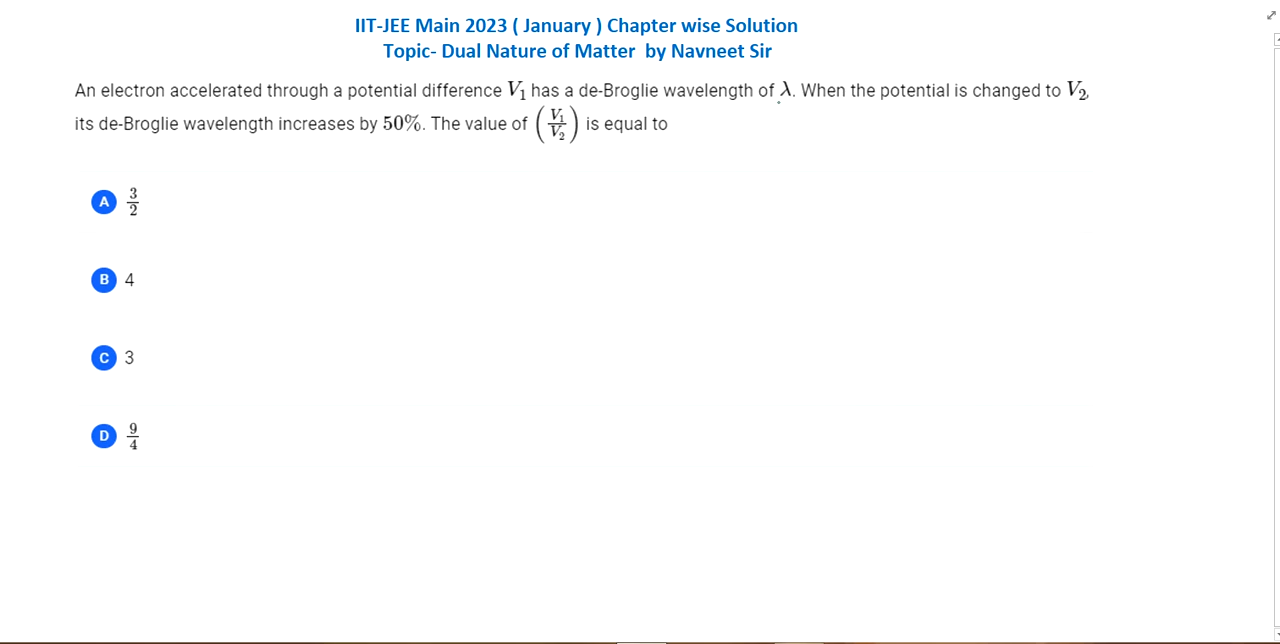 IIT-JEE Main 2023 ( January ) Chapter wise Solution
Topic- Dual Nature of Matter by Navneet Sir
An electron accelerated through a potential difference V₁ has a de-Broglie wavelength of λ. When the potential is changed to V₂,
its de-Broglie wavelength increases by 50%. The value of (V₁/V₂) is equal to
A 3/2
B 4
C 3
D 9/4